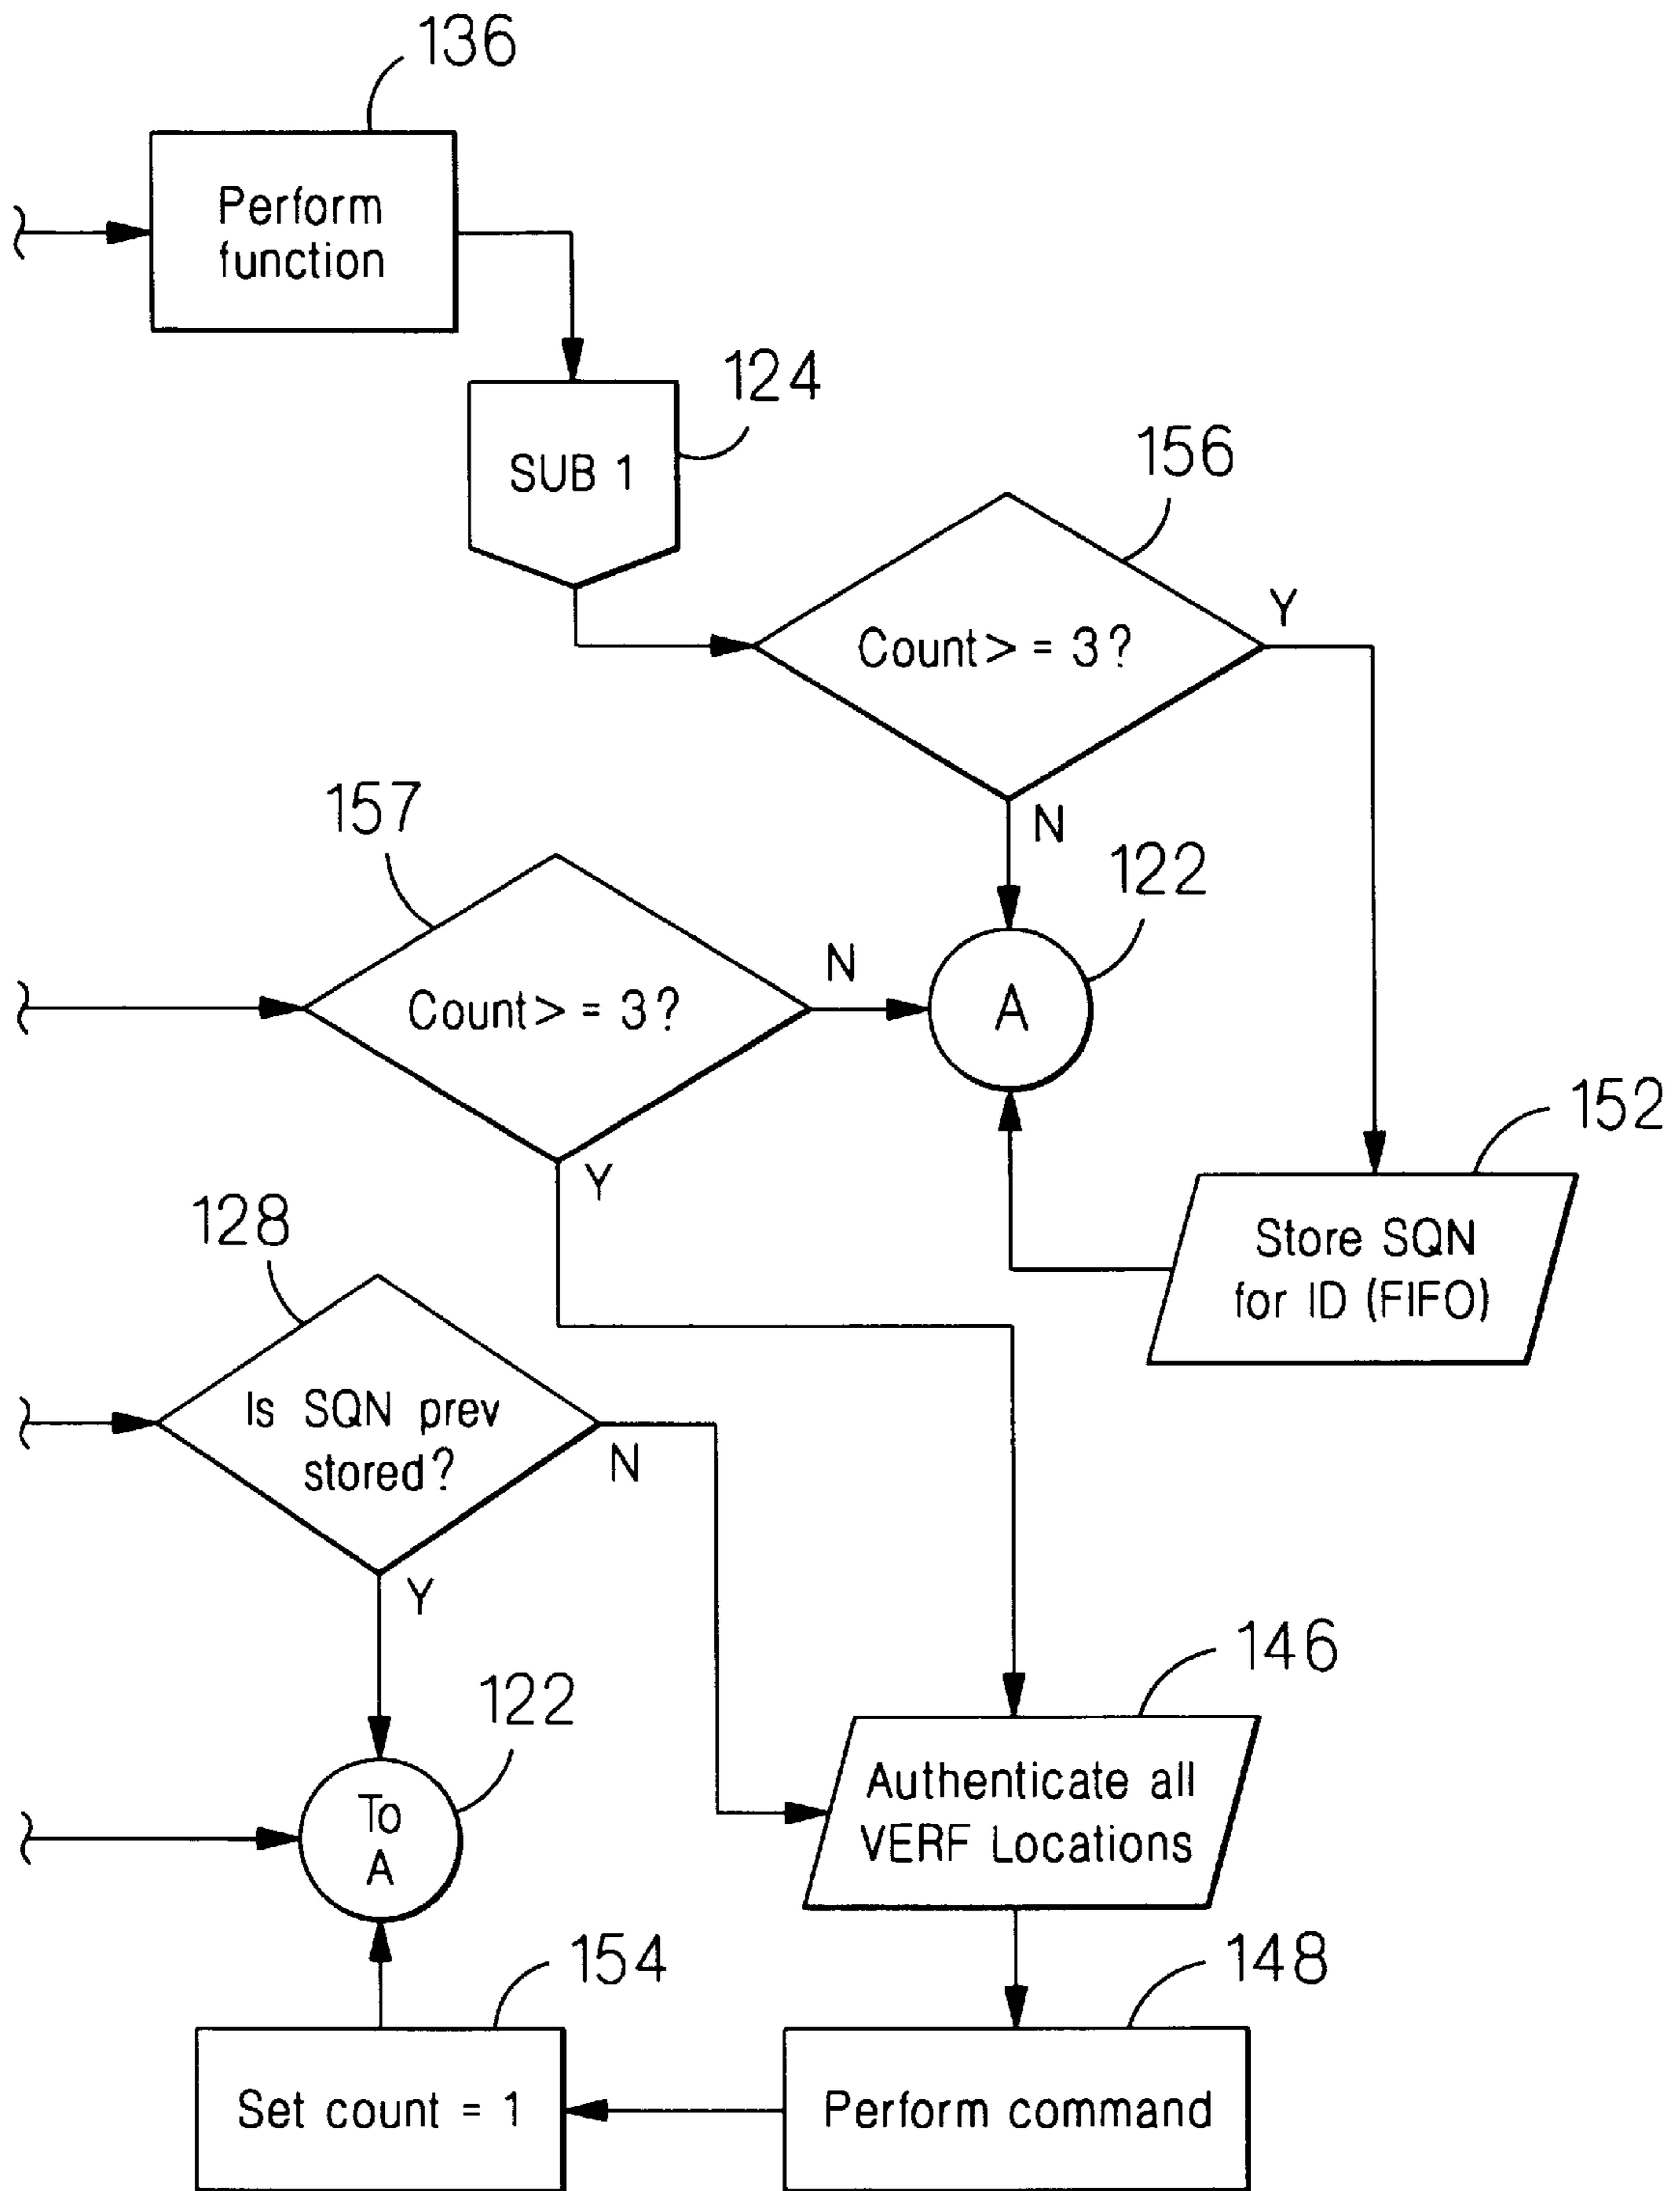 136
Perform
function
124
SUB 1
156
Count> = 3?
Y
N
157
Count> = 3?
N
Y
122
A
152
Store SQN
for ID (FIFO)
128
Is SQN prev
stored?
N
Y
122
To
A
146
Authenticate all
VERF Locations
154
Set count = 1
148
Perform command